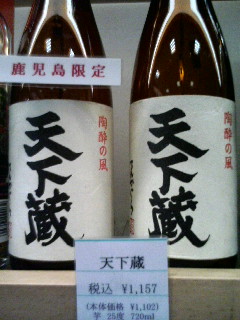 鹿児島限定
陶酔の風
天下蔵
陶酔の風
天下蔵
天下蔵
税込 ¥1,157
(本体価格 ¥1,102)
芋 25度 720ml